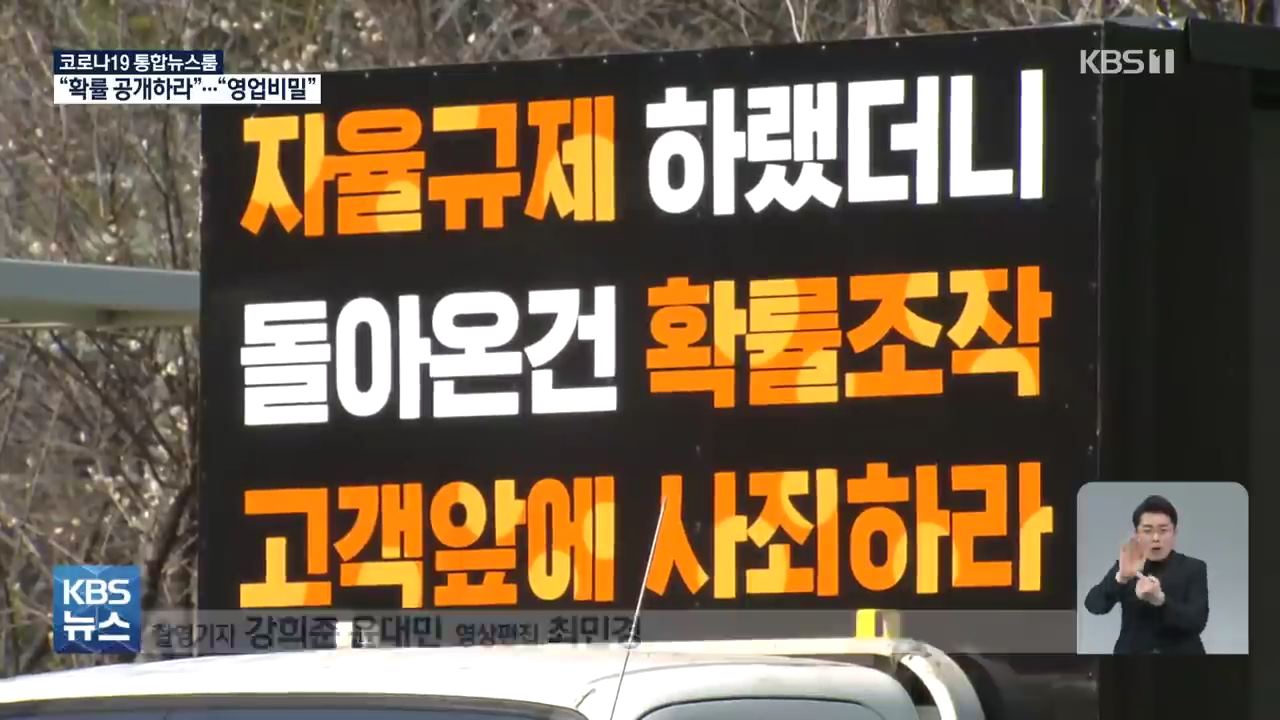 코로나19 통합뉴스룸
“확률 공개하라”…“영업비밀”
KBS1
자율규제 하랬더니
돌아온건 확률조작
고객앞에 사죄하라
KBS
뉴스
촬영기자 강희준 윤대민 영상편집 최민경